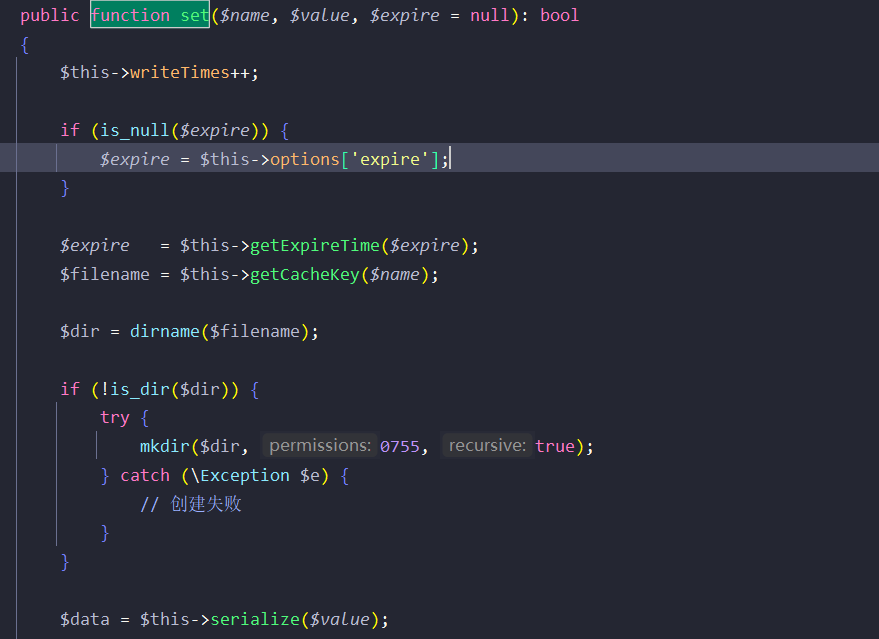 public function set($name, $value, $expire = null): bool
{
    $this->writeTimes++;
    if (is_null($expire)) {
        $expire = $this->options['expire'];
    }
    $expire   = $this->getExpireTime($expire);
    $filename = $this->getCacheKey($name);
    $dir = dirname($filename);
    if (!is_dir($dir)) {
        try {
            mkdir($dir, permissions: 0755, recursive: true);
        } catch (\Exception $e) {
            // 创建失败
        }
    }
    $data = $this->serialize($value);